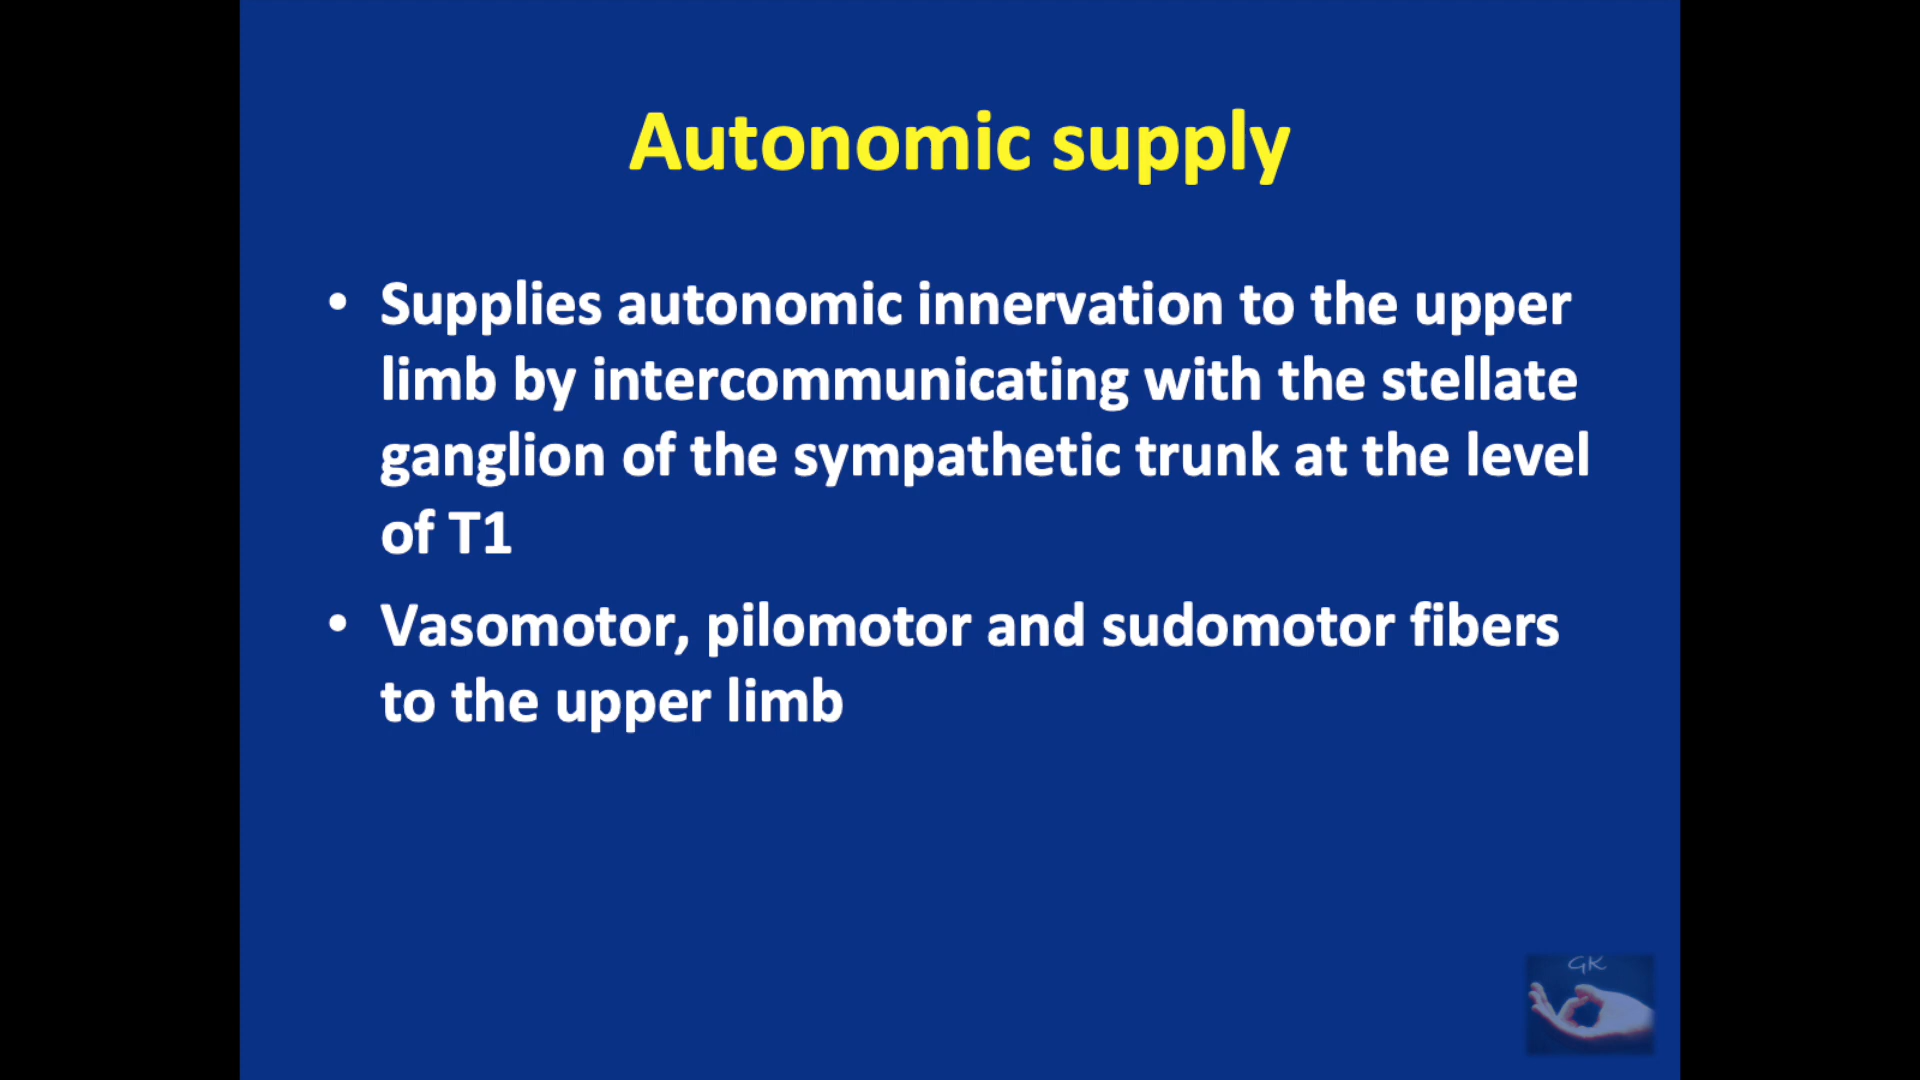 Autonomic supply
• Supplies autonomic innervation to the upper
limb by intercommunicating with the stellate
ganglion of the sympathetic trunk at the level
of T1
• Vasomotor, pilomotor and sudomotor fibers
to the upper limb
GK